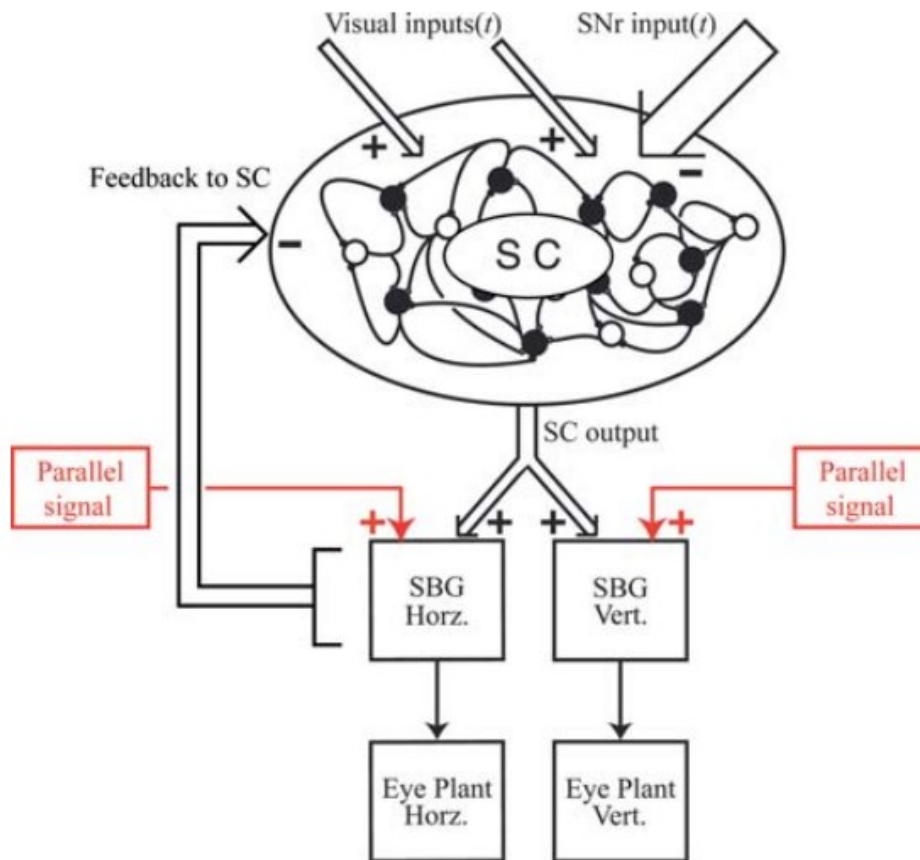 Visual inputs(t)
SNr input(t)
+
+
-
Feedback to SC
-
SC
SC output
Parallel
signal
Parallel
signal
+
+
+
+
SBG
Horz.
SBG
Vert.
Eye Plant
Horz.
Eye Plant
Vert.